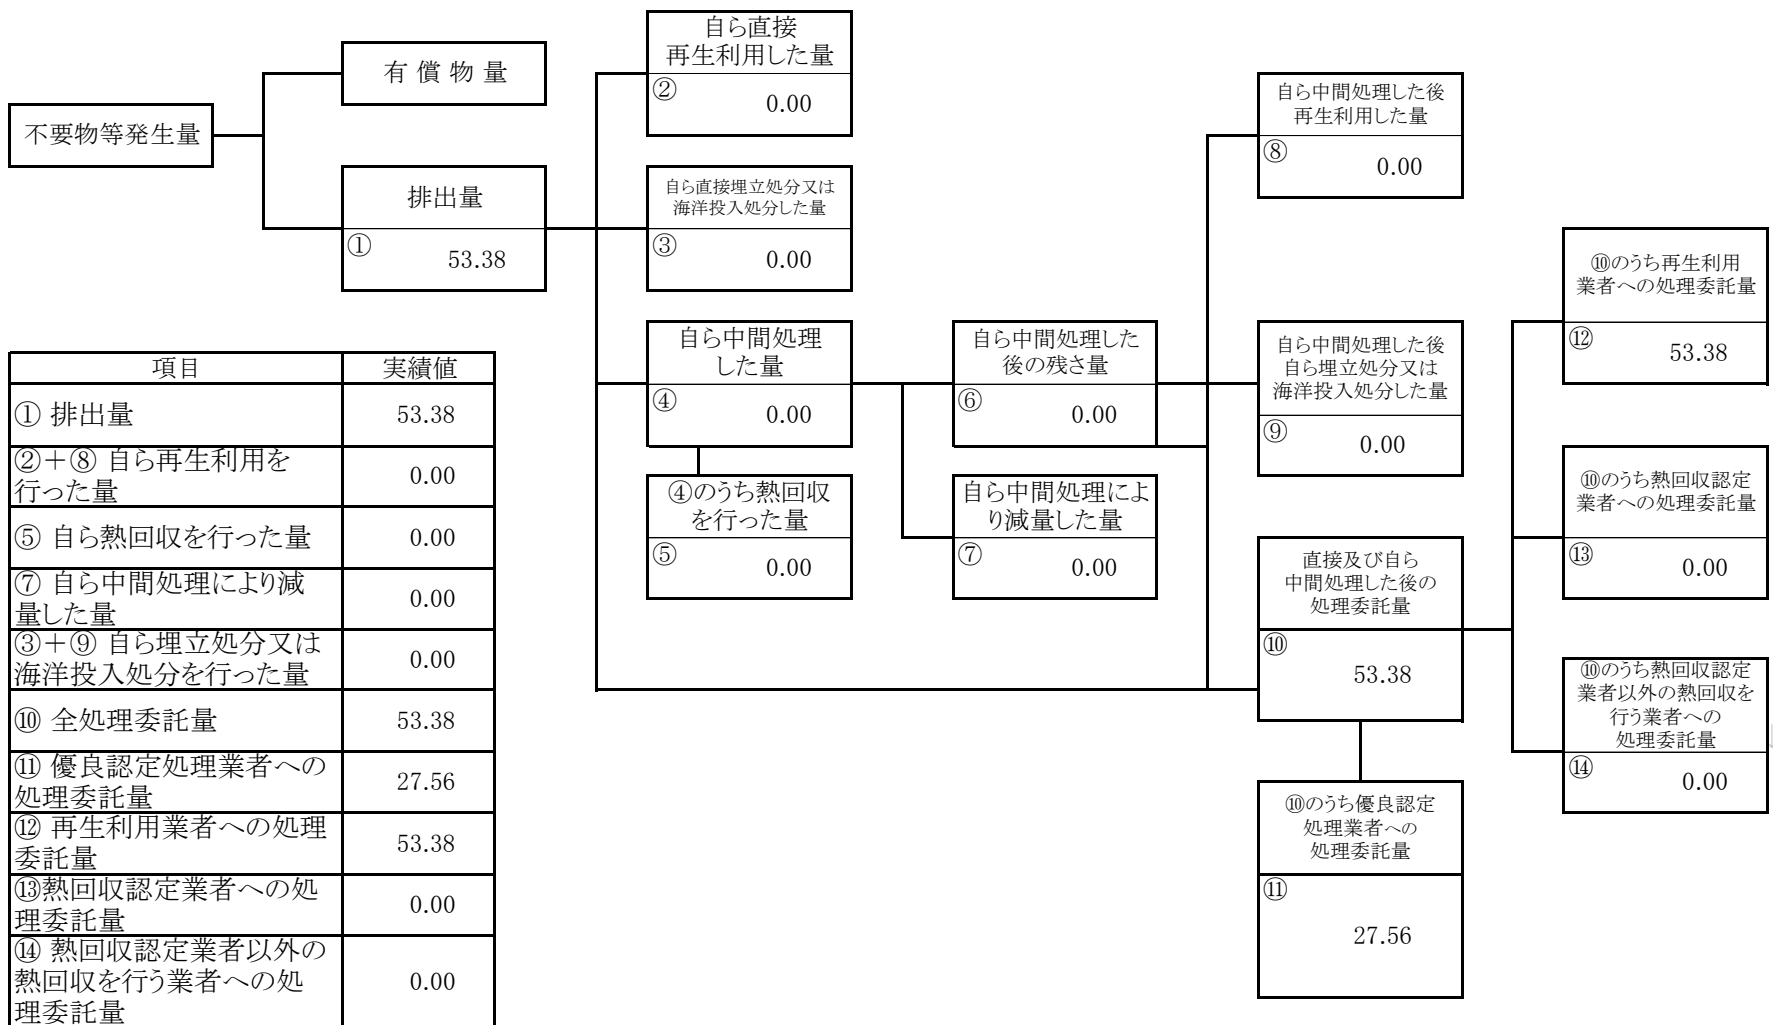 不要物等発生量
有 償 物 量
排出量
①
53.38
自ら直接
再生利用した量
②
0.00
自ら直接埋立処分又は
海洋投入処分した量
③
0.00
自ら中間処理
した量
④
0.00
④のうち熱回収
を行った量
⑤
0.00
自ら中間処理した
後の残さ量
⑥
0.00
自ら中間処理によ
り減量した量
⑦
0.00
自ら中間処理した後
再生利用した量
⑧
0.00
自ら中間処理した後
自ら埋立処分又は
海洋投入処分した量
⑨
0.00
直接及び自ら
中間処理した後の
処理委託量
⑩
53.38
⑩のうち優良認定
処理業者への
処理委託量
⑪
27.56
⑩のうち再生利用
業者への処理委託量
⑫
53.38
⑩のうち熱回収認定
業者への処理委託量
⑬
0.00
⑩のうち熱回収認定
業者以外の熱回収を
行う業者への
処理委託量
⑭
0.00
項目 実績値
① 排出量 53.38
②+⑧ 自ら再生利用を
行った量 0.00
⑤ 自ら熱回収を行った量 0.00
⑦ 自ら中間処理により減
量した量 0.00
③+⑨ 自ら埋立処分又は
海洋投入処分を行った量 0.00
⑩ 全処理委託量 53.38
⑪ 優良認定処理業者への
処理委託量 27.56
⑫ 再生利用業者への処理
委託量 53.38
⑬熱回収認定業者への処
理委託量 0.00
⑭ 熱回収認定業者以外の
熱回収を行う業者への処
理委託量 0.00